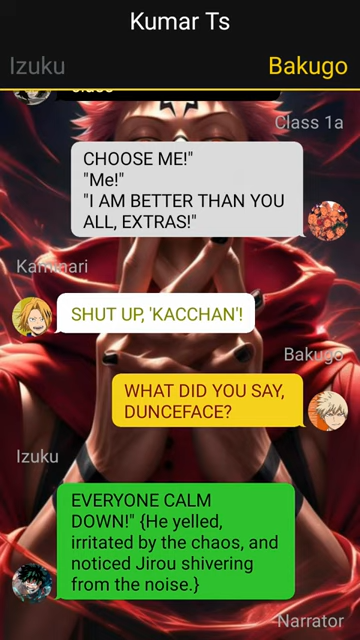 Kumar Ts
Izuku
Bakugo
Class 1a
CHOOSE ME!"
"Me!"
"I AM BETTER THAN YOU
ALL, EXTRAS!"
Kaminari
SHUT UP, 'KACCHAN'!
Bakugo
WHAT DID YOU SAY,
DUNCEFACE?
Izuku
EVERYONE CALM
DOWN!" {He yelled,
irritated by the chaos, and
noticed Jirou shivering
from the noise.}
Narrator